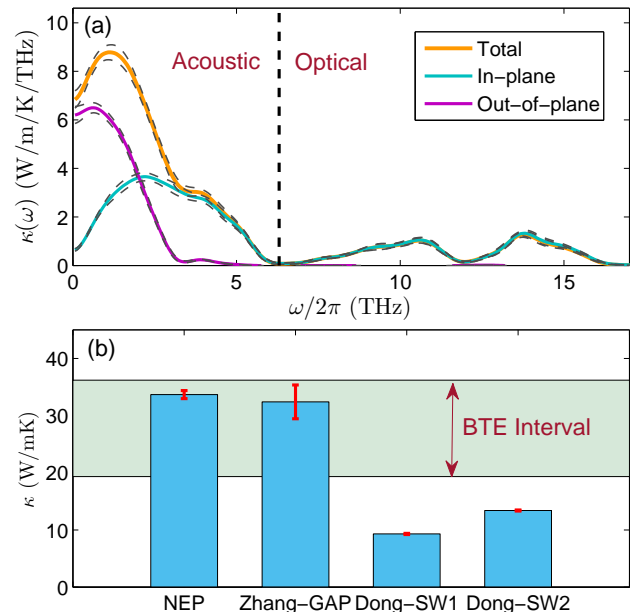 (a)
Acoustic Optical
Total
In-plane
Out-of-plane
κ(ω) (W/m/K/THz)
10
8
6
4
2
0
0 5 10 15
ω/2π (THz)
(b)
κ (W/mK)
40
30
20
10
0
BTE Interval
NEP Zhang−GAP Dong−SW1 Dong−SW2